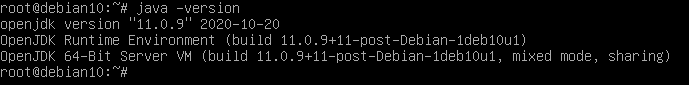 root@debian10:~# java -version
openjdk version "11.0.9" 2020-10-20
OpenJDK Runtime Environment (build 11.0.9+11-post-Debian-1deb10u1)
OpenJDK 64-Bit Server VM (build 11.0.9+11-post-Debian-1deb10u1, mixed mode, sharing)
root@debian10:~#